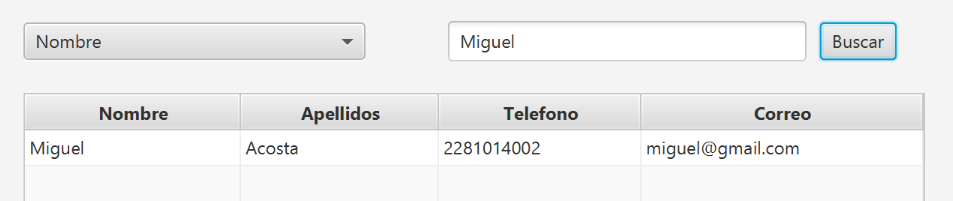 Nombre Miguel Buscar
Nombre Apellidos Telefono Correo
Miguel Acosta 2281014002 miguel@gmail.com